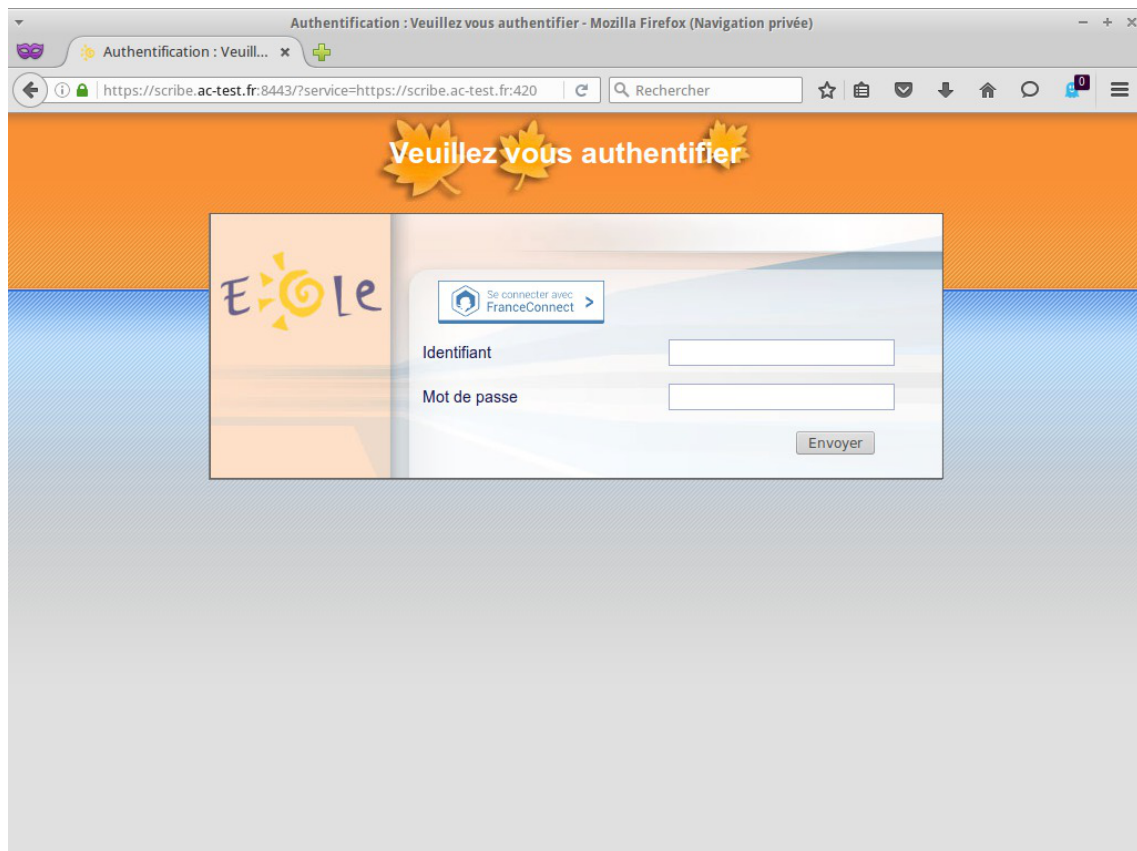 Authentification : Veuillez vous authentifier - Mozilla Firefox (Navigation privée)
Authentification : Veuill...
https://scribe.ac-test.fr:8443/?service=https://scribe.ac-test.fr:420
Rechercher
0
Veuillez vous authentifier
EOle
Se connecter avec
FranceConnect >
Identifiant
Mot de passe
Envoyer